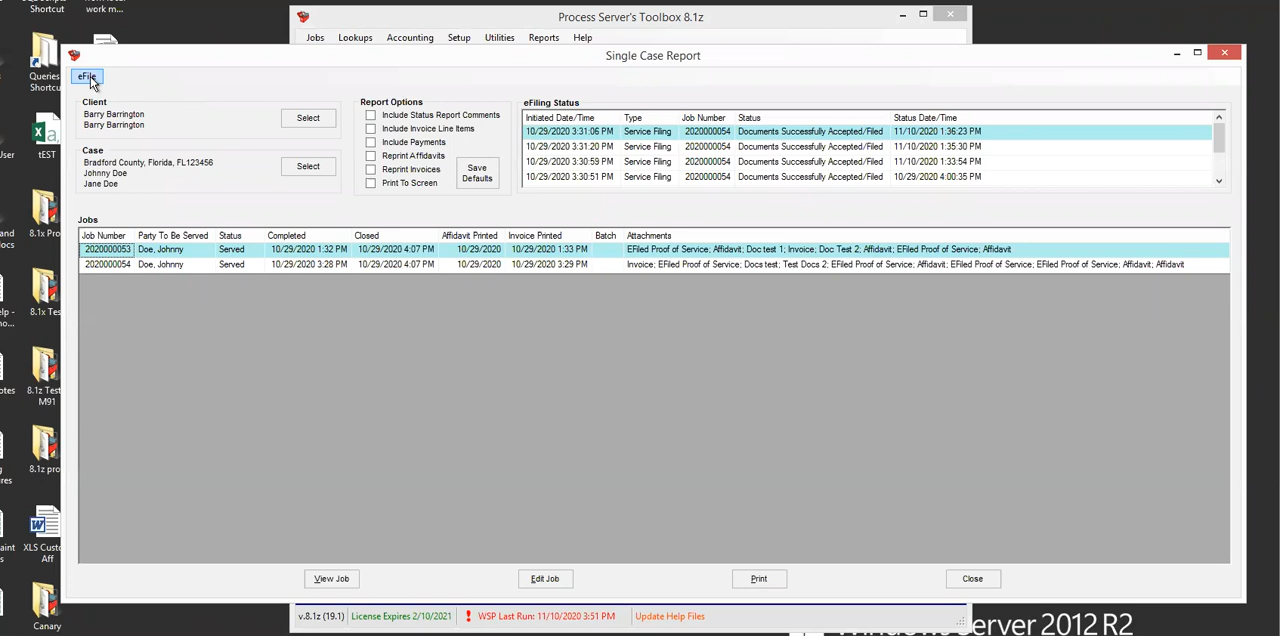 Shortcut
work m...
Process Server's Toolbox 8.1z
Jobs Lookups Accounting Setup Utilities Reports Help
Single Case Report
eFile
Queries
Shortcu
Client
Barry Barrington
Barry Barrington
Select
Case
Bradford County, Florida, FL123456
Johnny Doe
Jane Doe
Select
Report Options
Include Status Report Comments
Include Invoice Line Items
Include Payments
Reprint Affidavits
Reprint Invoices
Print To Screen
Save
Defaults
eFiling Status
Initiated Date/Time Type Job Number Status Status Date/Time
10/29/2020 3:31:06 PM Service Filing 2020000054 Documents Successfully Accepted/Filed 11/10/2020 1:36:23 PM
10/29/2020 3:31:20 PM Service Filing 2020000054 Documents Successfully Accepted/Filed 11/10/2020 1:35:30 PM
10/29/2020 3:30:59 PM Service Filing 2020000054 Documents Successfully Accepted/Filed 11/10/2020 1:33:54 PM
10/29/2020 3:30:51 PM Service Filing 2020000054 Documents Successfully Accepted/Filed 10/29/2020 4:00:35 PM
Jobs
Job Number Party To Be Served Status Completed Closed Affidavit Printed Invoice Printed Batch Attachments
2020000053 Doe, Johnny Served 10/29/2020 1:32 PM 10/29/2020 4:07 PM 10/29/2020 10/29/2020 1:33 PM EFiled Proof of Service; Affidavit; Doc test 1; Invoice; Doc Test 2; Affidavit; EFiled Proof of Service; Affidavit
2020000054 Doe, Johnny Served 10/29/2020 3:28 PM 10/29/2020 4:07 PM 10/29/2020 10/29/2020 3:29 PM Invoice; EFiled Proof of Service; Docs test; Test Docs 2; EFiled Proof of Service; Affidavit; EFiled Proof of Service; EFiled Proof of Service; Affidavit; Affidavit
User
tEST
and
ocs
8.1x Pro
elp -
no...
8.1x Tes
otes
8.1z Test
M91
g
res
8.1z pro
aint
s
XLS Custo
Aff
Canary
View Job Edit Job Print Close
v.8.1z (19.1) License Expires 2/10/2021 WSP Last Run: 11/10/2020 3:51 PM Update Help Files
Windows Server 2012 R2